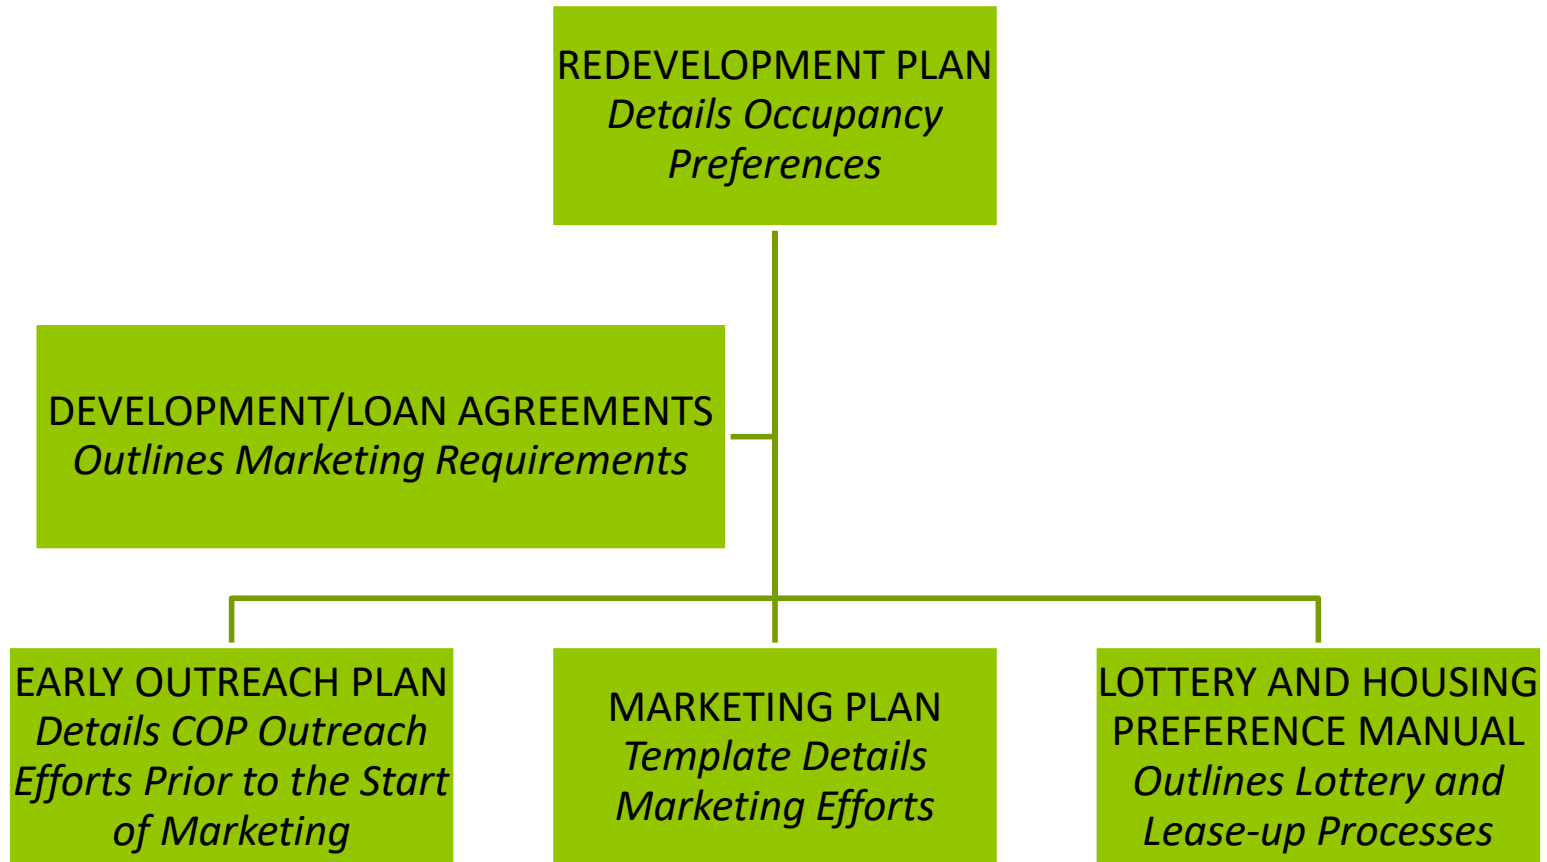 REDEVELOPMENT PLAN
Details Occupancy
Preferences
DEVELOPMENT/LOAN AGREEMENTS
Outlines Marketing Requirements
EARLY OUTREACH PLAN
Details COP Outreach
Efforts Prior to the Start
of Marketing
MARKETING PLAN
Template Details
Marketing Efforts
LOTTERY AND HOUSING
PREFERENCE MANUAL
Outlines Lottery and
Lease-up Processes